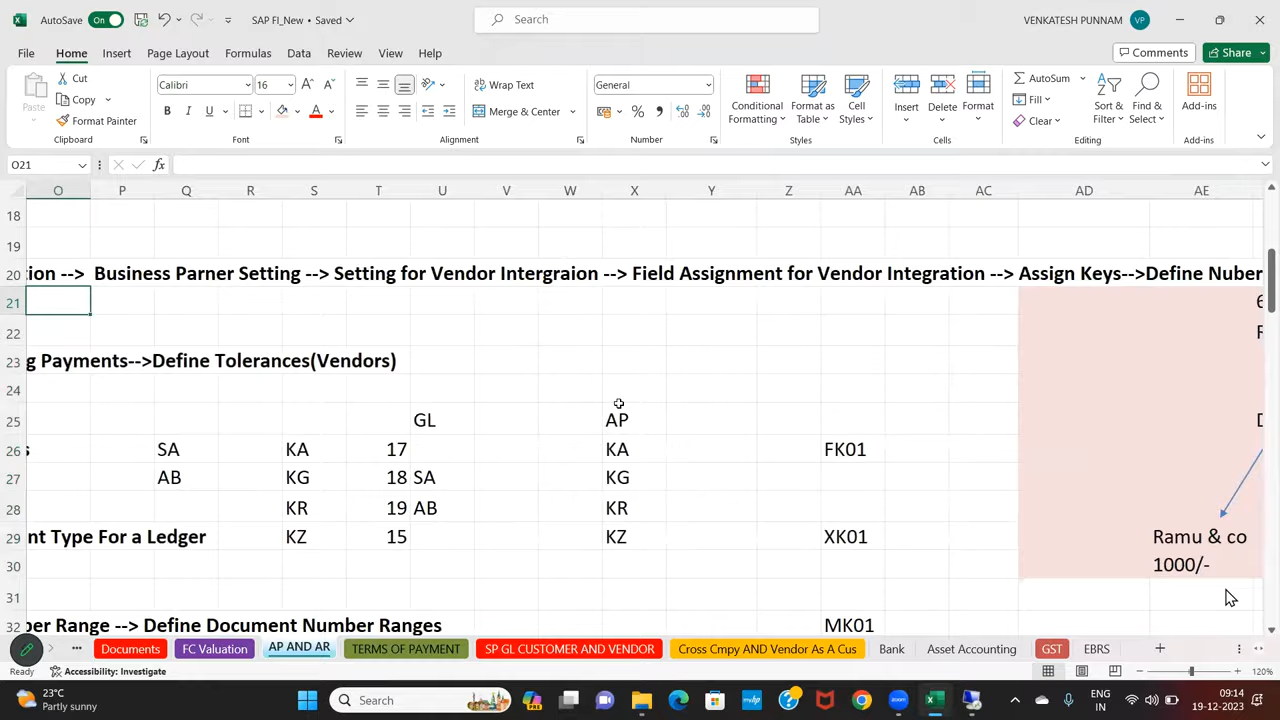 AutoSave On SAP FI_New • Saved Search VENKATESH PUNNAM VP
File Home Insert Page Layout Formulas Data Review View Help Comments Share
Paste Cut Copy Format Painter
Calibri 16 Wrap Text General
Merge & Center
Conditional Formatting Format as Table Cell Styles Insert Delete Format
AutoSum Fill Clear Sort & Filter Find & Select Add-ins
Clipboard Font Alignment Number Styles Cells Editing Add-ins
O21 fx
O P Q R S T U V W X Y Z AA AB AC AD AE
18
19
20 tion --> Business Parner Setting --> Setting for Vendor Intergraion --> Field Assignment for Vendor Integration --> Assign Keys-->Define Nuber
21 6
22
23 g Payments-->Define Tolerances(Vendors)
24
25 GL AP
26 s SA KA 17 KA FK01
27 AB KG 18 SA KG
28 KR 19 AB KR
29 nt Type For a Ledger KZ 15 KZ XK01 Ramu & co
30 1000/-
31
32 ber Range --> Define Document Number Ranges MK01
Documents FC Valuation AP AND AR TERMS OF PAYMENT SP GL CUSTOMER AND VENDOR Cross Cmpy AND Vendor As A Cus Bank Asset Accounting GST EBRS
Ready Accessibility: Investigate 120%
23°C
Partly sunny
Search
ENG
IN
09:14
19-12-2023